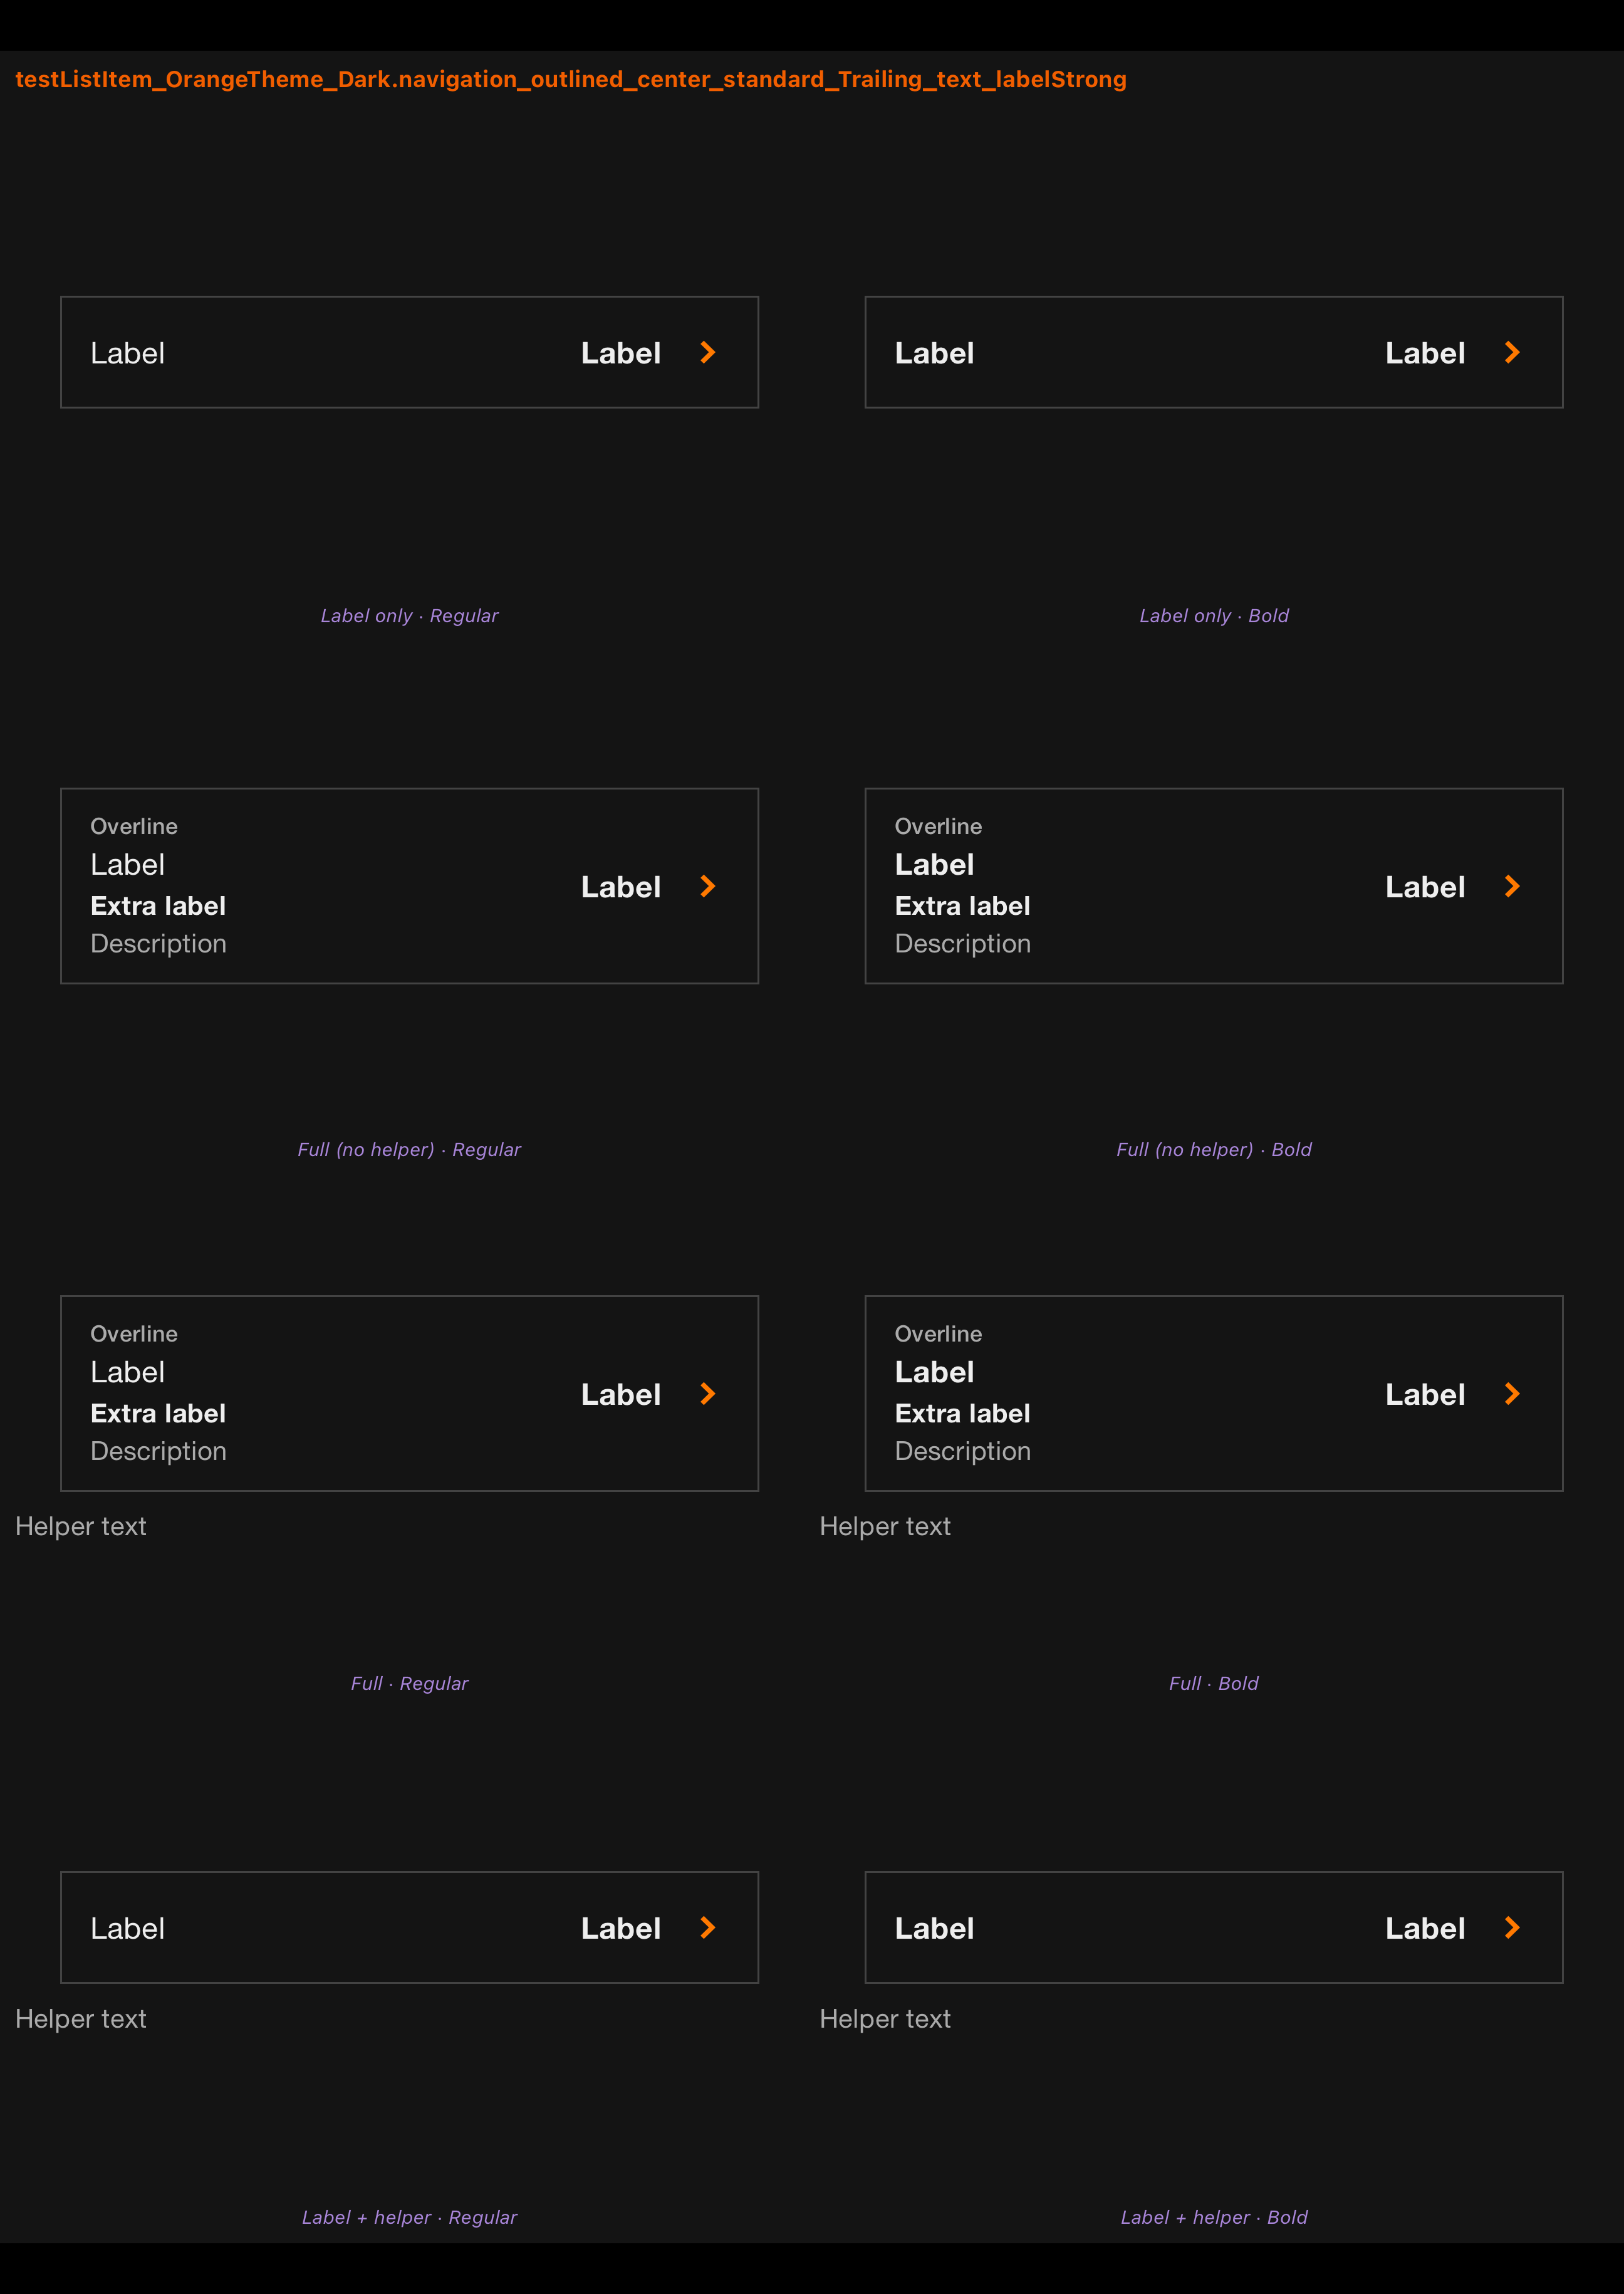 testListItem_OrangeTheme_Dark.navigation_outlined_center_standard_Trailing_text_labelStrong
Label Label
Label Label
Label only · Regular
Label only · Bold
Overline
Label
Extra label
Description
Label
Overline
Label
Extra label
Description
Label
Full (no helper) · Regular
Full (no helper) · Bold
Overline
Label
Extra label
Description
Label
Helper text
Overline
Label
Extra label
Description
Label
Helper text
Full · Regular
Full · Bold
Label Label
Helper text
Label Label
Helper text
Label + helper · Regular
Label + helper · Bold